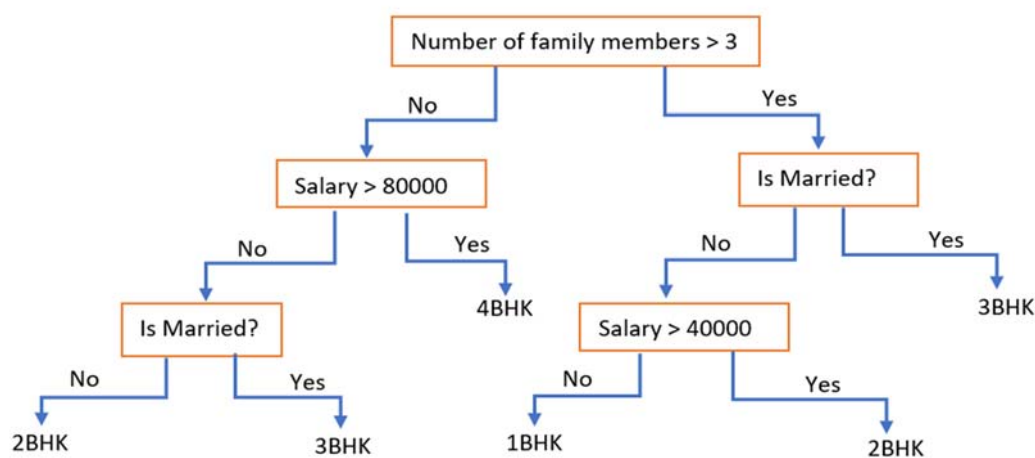 Number of family members > 3
No
Yes
Salary > 80000
Is Married?
No
Yes
No
Yes
4BHK
3BHK
Is Married?
Salary > 40000
No
Yes
No
Yes
2BHK
3BHK
1BHK
2BHK